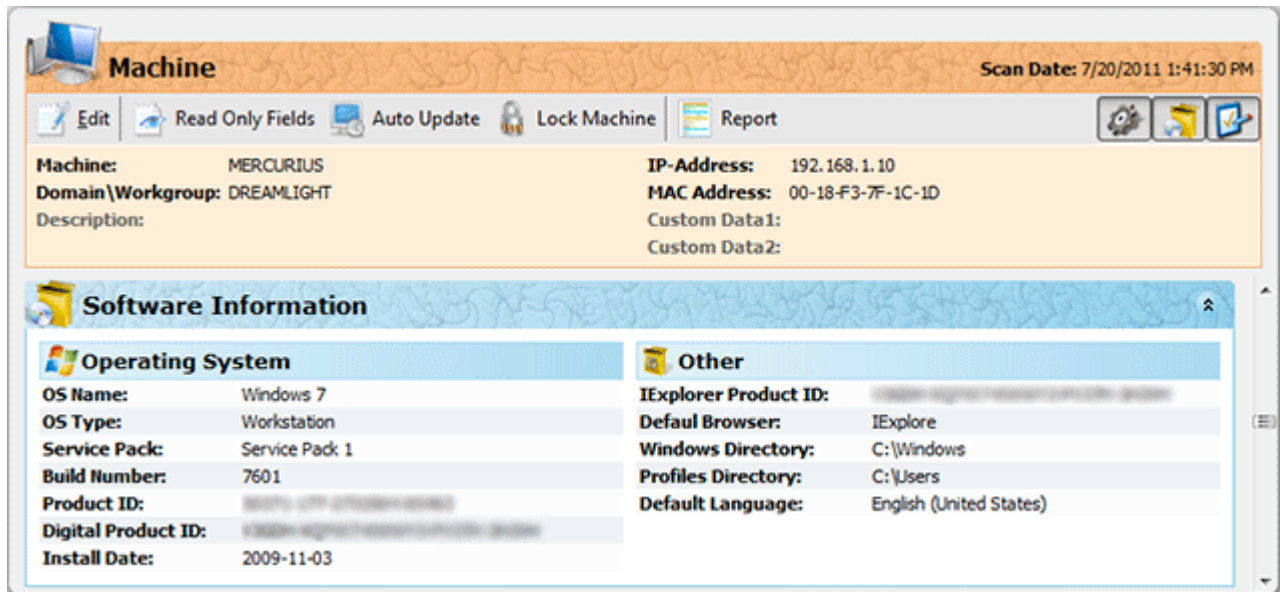 Machine
Scan Date: 7/20/2011 1:41:30 PM
Edit Read Only Fields Auto Update Lock Machine Report
Machine: MERCURIUS IP-Address: 192.168.1.10
Domain\Workgroup: DREAMLIGHT MAC Address: 00-18-F3-7F-1C-1D
Description: Custom Data1:
Custom Data2:
Software Information
Operating System
OS Name: Windows 7
OS Type: Workstation
Service Pack: Service Pack 1
Build Number: 7601
Product ID:
Digital Product ID:
Install Date: 2009-11-03
Other
IExplorer Product ID:
Defaul Browser: IExplore
Windows Directory: C:\Windows
Profiles Directory: C:\Users
Default Language: English (United States)